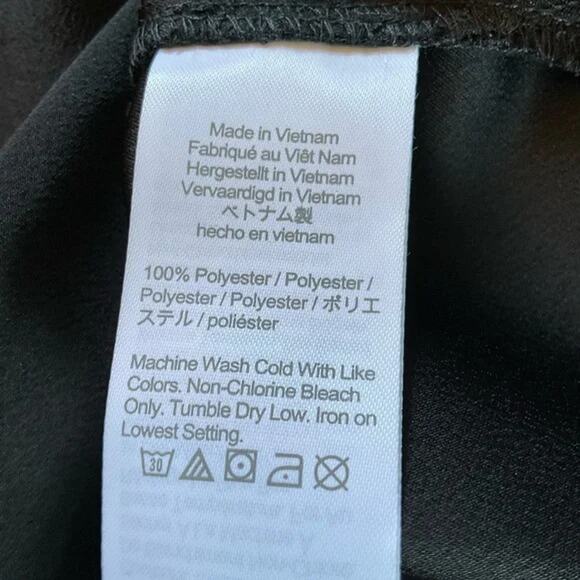 Made in Vietnam
Fabriqué au Viêt Nam
Hergestellt in Vietnam
Vervaardigd in Vietnam
ベトナム製
hecho en vietnam
100% Polyester / Polyester /
Polyester / Polyester / ポリエ
ステル / poliéster
Machine Wash Cold With Like
Colors. Non-Chlorine Bleach
Only. Tumble Dry Low. Iron on
Lowest Setting.
30